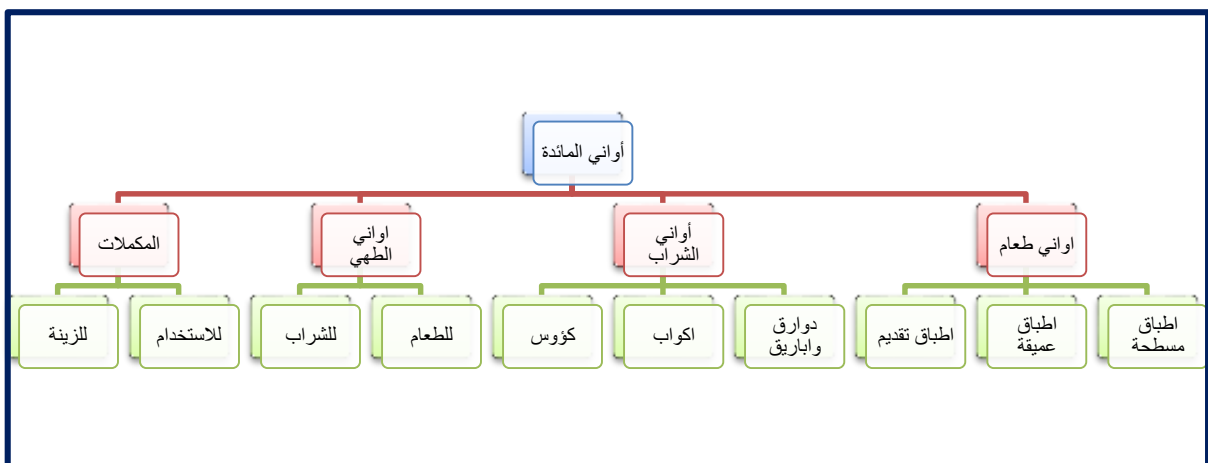 أواني المائدة
اواني طعام
أواني
الشراب
اواني
الطهي
المكملات
اطباق
مسطحة
اطباق
عميقة
اطباق تقديم
دوارق
واباريق
اكواب
كؤوس
للطعام
للشراب
للاستخدام
للزينة